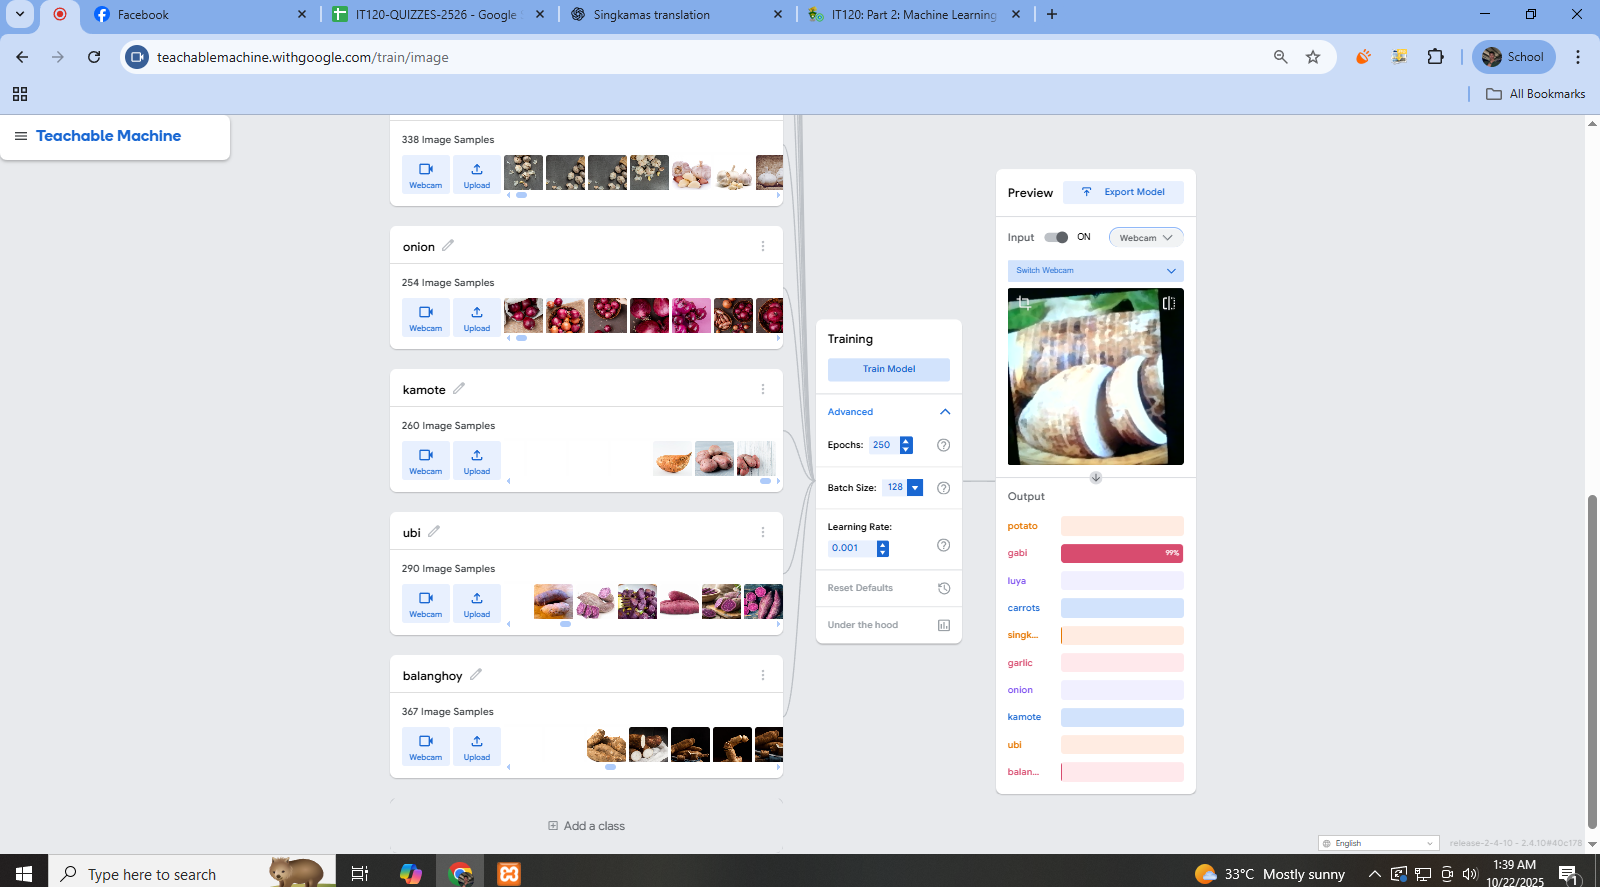 Facebook
IT120-QUIZZES-2526 - Google S
Singkamas translation
IT120: Part 2: Machine Learning
teachablemachine.withgoogle.com/train/image
School
All Bookmarks
Teachable Machine
338 Image Samples
Webcam
Upload
onion
254 Image Samples
Webcam
Upload
kamote
260 Image Samples
Webcam
Upload
ubi
290 Image Samples
Webcam
Upload
balanghoy
367 Image Samples
Webcam
Upload
Add a class
Training
Train Model
Advanced
Epochs: 250
Batch Size: 128
Learning Rate:
0.001
Reset Defaults
Under the hood
Preview
Export Model
Input ON Webcam
Switch Webcam
Output
potato
gabi 99%
luya
carrots
singk...
garlic
onion
kamote
ubi
balan...
English
release-2-4-10 - 2.4.10#40c178
Type here to search
33°C Mostly sunny
1:39 AM
10/22/2025
1